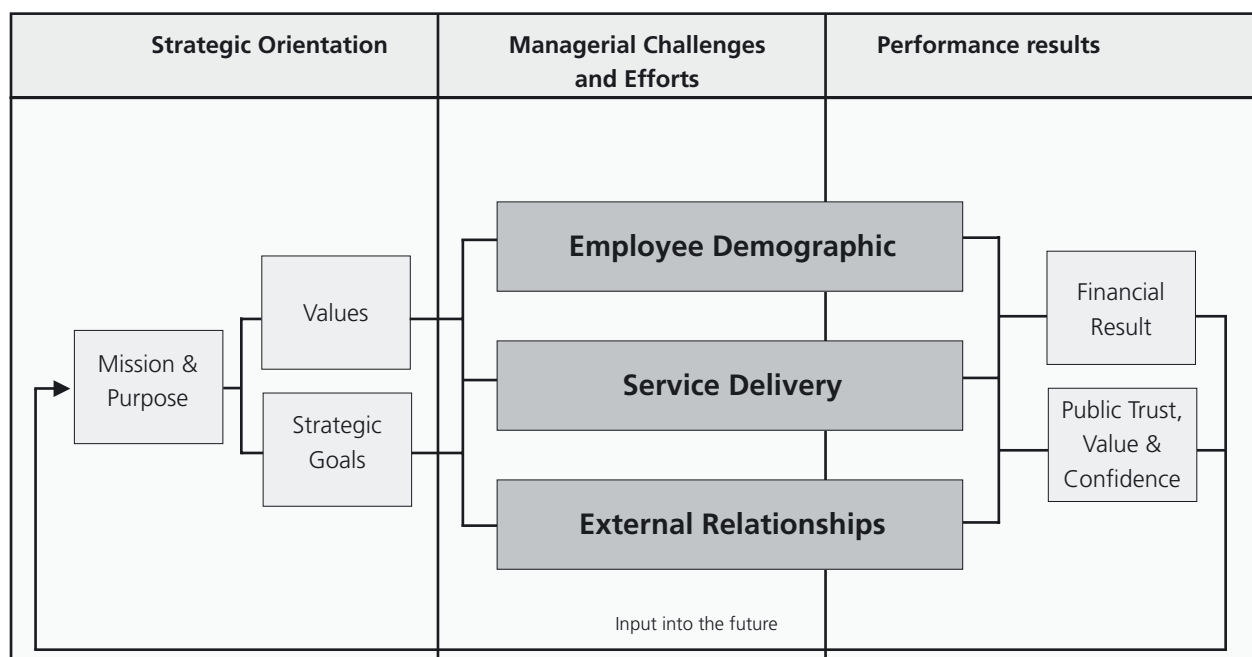 Strategic Orientation
Managerial Challenges
and Efforts
Performance results
Employee Demographic
Values
Financial
Result
Mission &
Purpose
Service Delivery
Strategic
Goals
Public Trust,
Value &
Confidence
External Relationships
Input into the future